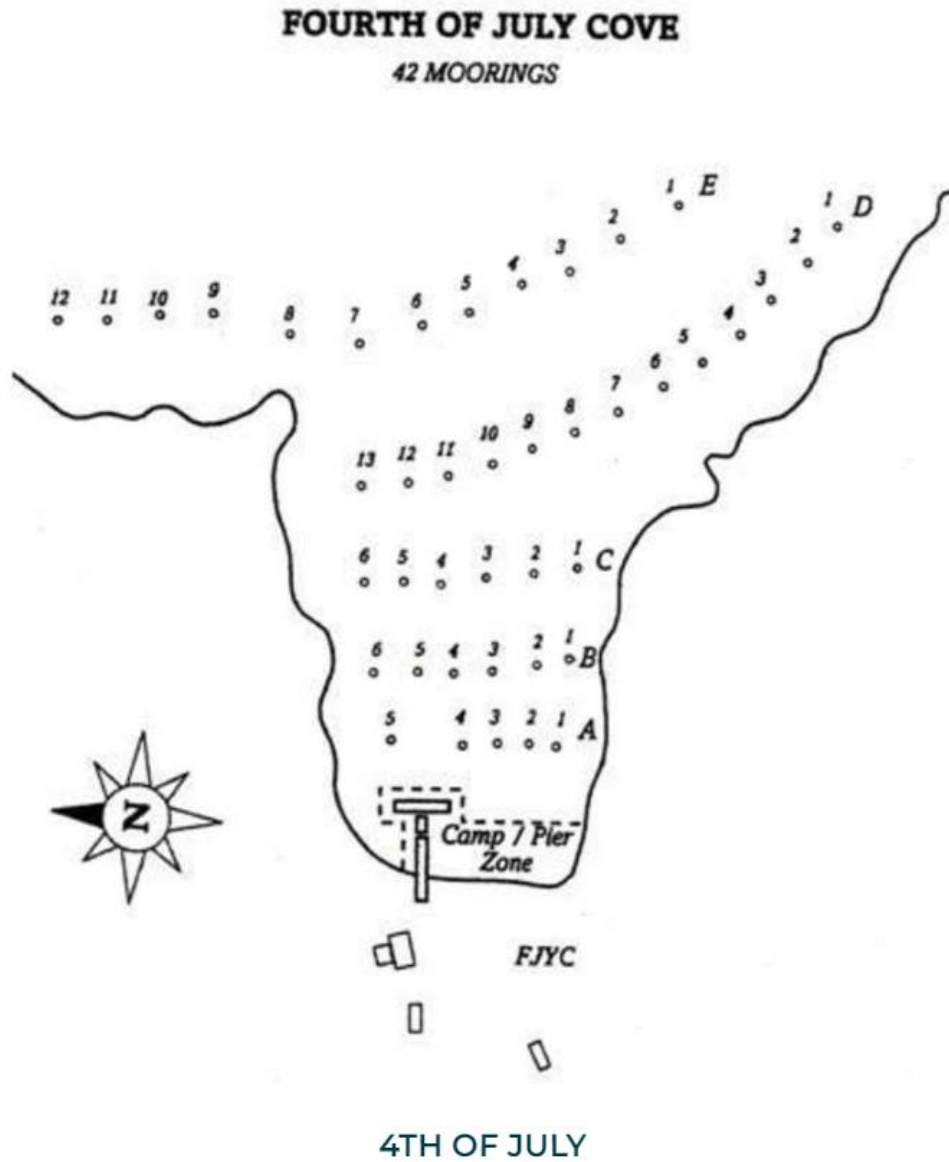 FOURTH OF JULY COVE
42 MOORINGS
1 E
1 D
2
2
3
3
4
4
5
5
6
6
7
7
8
8
9
9
10
10
11
11
12
12
13
6 5 4 3 2 1 C
6 5 4 3 2 1 B
5 4 3 2 1 A
N
Camp / Pier
Zone
FJYC
4TH OF JULY